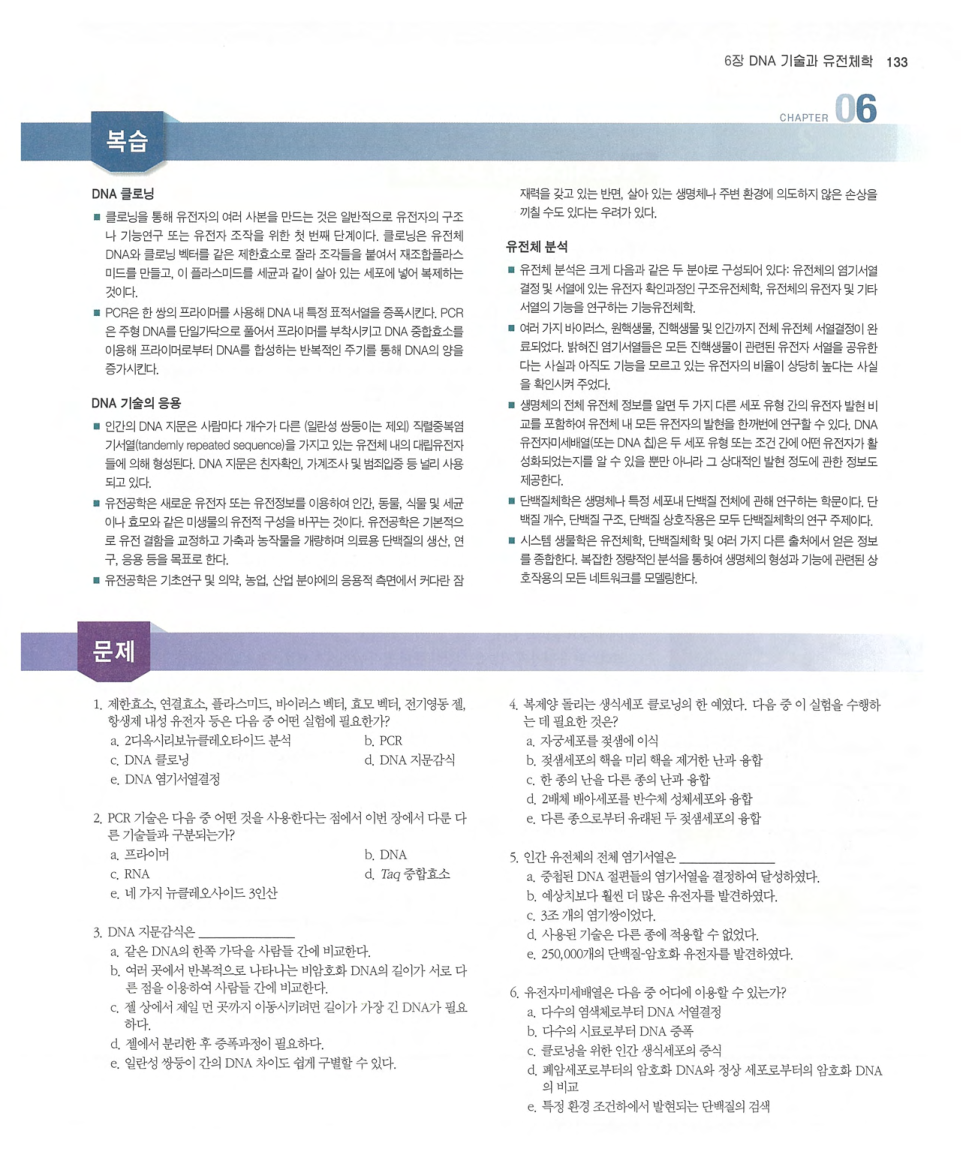 6장 DNA 기술과 유전체학 133
CHAPTER 06
복습
DNA 클로닝
■ 클로닝을 통해 유전자의 여러 사본을 만드는 것은 일반적으로 유전자의 구조
나 기능연구 또는 유전자 조작을 위한 첫 번째 단계이다. 클로닝은 유전체
DNA와 클로닝 벡터를 같은 제한효소로 잘라 조각들을 붙여서 재조합플라스
미드를 만들고, 이 플라스미드를 세균과 같이 살아 있는 세포에 넣어 복제하는
것이다.
■ PCR은 한 쌍의 프라이머를 사용해 DNA 내 특정 표적서열을 증폭시킨다. PCR
은 주형 DNA를 단일가닥으로 풀어서 프라이머를 부착시키고 DNA 중합효소를
이용해 프라이머로부터 DNA를 합성하는 반복적인 주기를 통해 DNA의 양을
증가시킨다.
DNA 기술의 응용
■ 인간의 DNA 지문은 사람마다 개수가 다른 (일란성 쌍둥이는 제외) 직렬중복염
기서열(tandemly repeated sequence)을 가지고 있는 유전체 내의 대립유전자
들에 의해 형성된다. DNA 지문은 친자확인, 가계조사 및 범죄입증 등 널리 사용
되고 있다.
■ 유전공학은 새로운 유전자 또는 유전정보를 이용하여 인간, 동물, 식물 및 세균
이나 효모와 같은 미생물의 유전적 구성을 바꾸는 것이다. 유전공학은 기본적으
로 유전 결함을 교정하고 가축과 농작물을 개량하며 의료용 단백질의 생산, 연
구, 응용 등을 목표로 한다.
■ 유전공학은 기초연구 및 의약, 농업, 산업 분야에의 응용적 측면에서 커다란 잠
재력을 갖고 있는 반면, 살아 있는 생명체나 주변 환경에 의도하지 않은 손상을
끼칠 수도 있다는 우려가 있다.
유전체 분석
■ 유전체 분석은 크게 다음과 같은 두 분야로 구성되어 있다: 유전체의 염기서열
결정 및 서열에 있는 유전자 확인과정인 구조유전체학, 유전체의 유전자 및 기타
서열의 기능을 연구하는 기능유전체학.
■ 여러 가지 바이러스, 원핵생물, 진핵생물 및 인간까지 전체 유전체 서열결정이 완
료되었다. 밝혀진 염기서열들은 모든 진핵생물이 관련된 유전자 서열을 공유한
다는 사실과 아직도 기능을 모르고 있는 유전자의 비율이 상당히 높다는 사실
을 확인시켜 주었다.
■ 생명체의 전체 유전체 정보를 알면 두 가지 다른 세포 유형 간의 유전자 발현 비
교를 포함하여 유전체 내 모든 유전자의 발현을 한꺼번에 연구할 수 있다. DNA
유전자미세배열(또는 DNA 칩)은 두 세포 유형 또는 조건 간에 어떤 유전자가 활
성화되었는지를 알 수 있을 뿐만 아니라 그 상대적인 발현 정도에 관한 정보도
제공한다.
■ 단백질체학은 생명체나 특정 세포내 단백질 전체에 관해 연구하는 학문이다. 단
백질 개수, 단백질 구조, 단백질 상호작용은 모두 단백질체학의 연구 주제이다.
■ 시스템 생물학은 유전체학, 단백질체학 및 여러 가지 다른 출처에서 얻은 정보
를 종합한다. 복잡한 정량적인 분석을 통하여 생명체의 형성과 기능에 관련된 상
호작용의 모든 네트워크를 모델링한다.
문제
1. 제한효소, 연결효소, 플라스미드, 바이러스 벡터, 효모 벡터, 전기영동 젤,
항생제 내성 유전자 등은 다음 중 어떤 실험에 필요한가?
a. 2디옥시리보뉴클레오타이드 분석 b. PCR
c. DNA 클로닝 d. DNA 지문감식
e. DNA 염기서열결정
2. PCR 기술은 다음 중 어떤 것을 사용한다는 점에서 이번 장에서 다룬 다
른 기술들과 구분되는가?
a. 프라이머 b. DNA
c. RNA d. Taq 중합효소
e. 네 가지 뉴클레오사이드 3인산
3. DNA 지문감식은 ______________
a. 같은 DNA의 한쪽 가닥을 사람들 간에 비교한다.
b. 여러 곳에서 반복적으로 나타나는 비암호화 DNA의 길이가 서로 다
른 점을 이용하여 사람들 간에 비교한다.
c. 젤 상에서 제일 먼 곳까지 이동시키려면 길이가 가장 긴 DNA가 필요
하다.
d. 젤에서 분리한 후 증폭과정이 필요하다.
e. 일란성 쌍둥이 간의 DNA 차이도 쉽게 구별할 수 있다.
4. 복제양 돌리는 생식세포 클로닝의 한 예였다. 다음 중 이 실험을 수행하
는 데 필요한 것은?
a. 자궁세포를 젖샘에 이식
b. 젖샘세포의 핵을 미리 핵을 제거한 난과 융합
c. 한 종의 난을 다른 종의 난과 융합
d. 2배체 배아세포를 반수체 성체세포와 융합
e. 다른 종으로부터 유래된 두 젖샘세포의 융합
5. 인간 유전체의 전체 염기서열은 ______________
a. 중첩된 DNA 절편들의 염기서열을 결정하여 달성하였다.
b. 예상치보다 훨씬 더 많은 유전자를 발견하였다.
c. 3조 개의 염기쌍이었다.
d. 사용된 기술은 다른 종에 적용할 수 없었다.
e. 250,000개의 단백질-암호화 유전자를 발견하였다.
6. 유전자미세배열은 다음 중 어디에 이용할 수 있는가?
a. 다수의 염색체로부터 DNA 서열결정
b. 다수의 시료로부터 DNA 증폭
c. 클로닝을 위한 인간 생식세포의 증식
d. 폐암세포로부터의 암호화 DNA와 정상 세포로부터의 암호화 DNA
의 비교
e. 특정 환경 조건하에서 발현되는 단백질의 검색